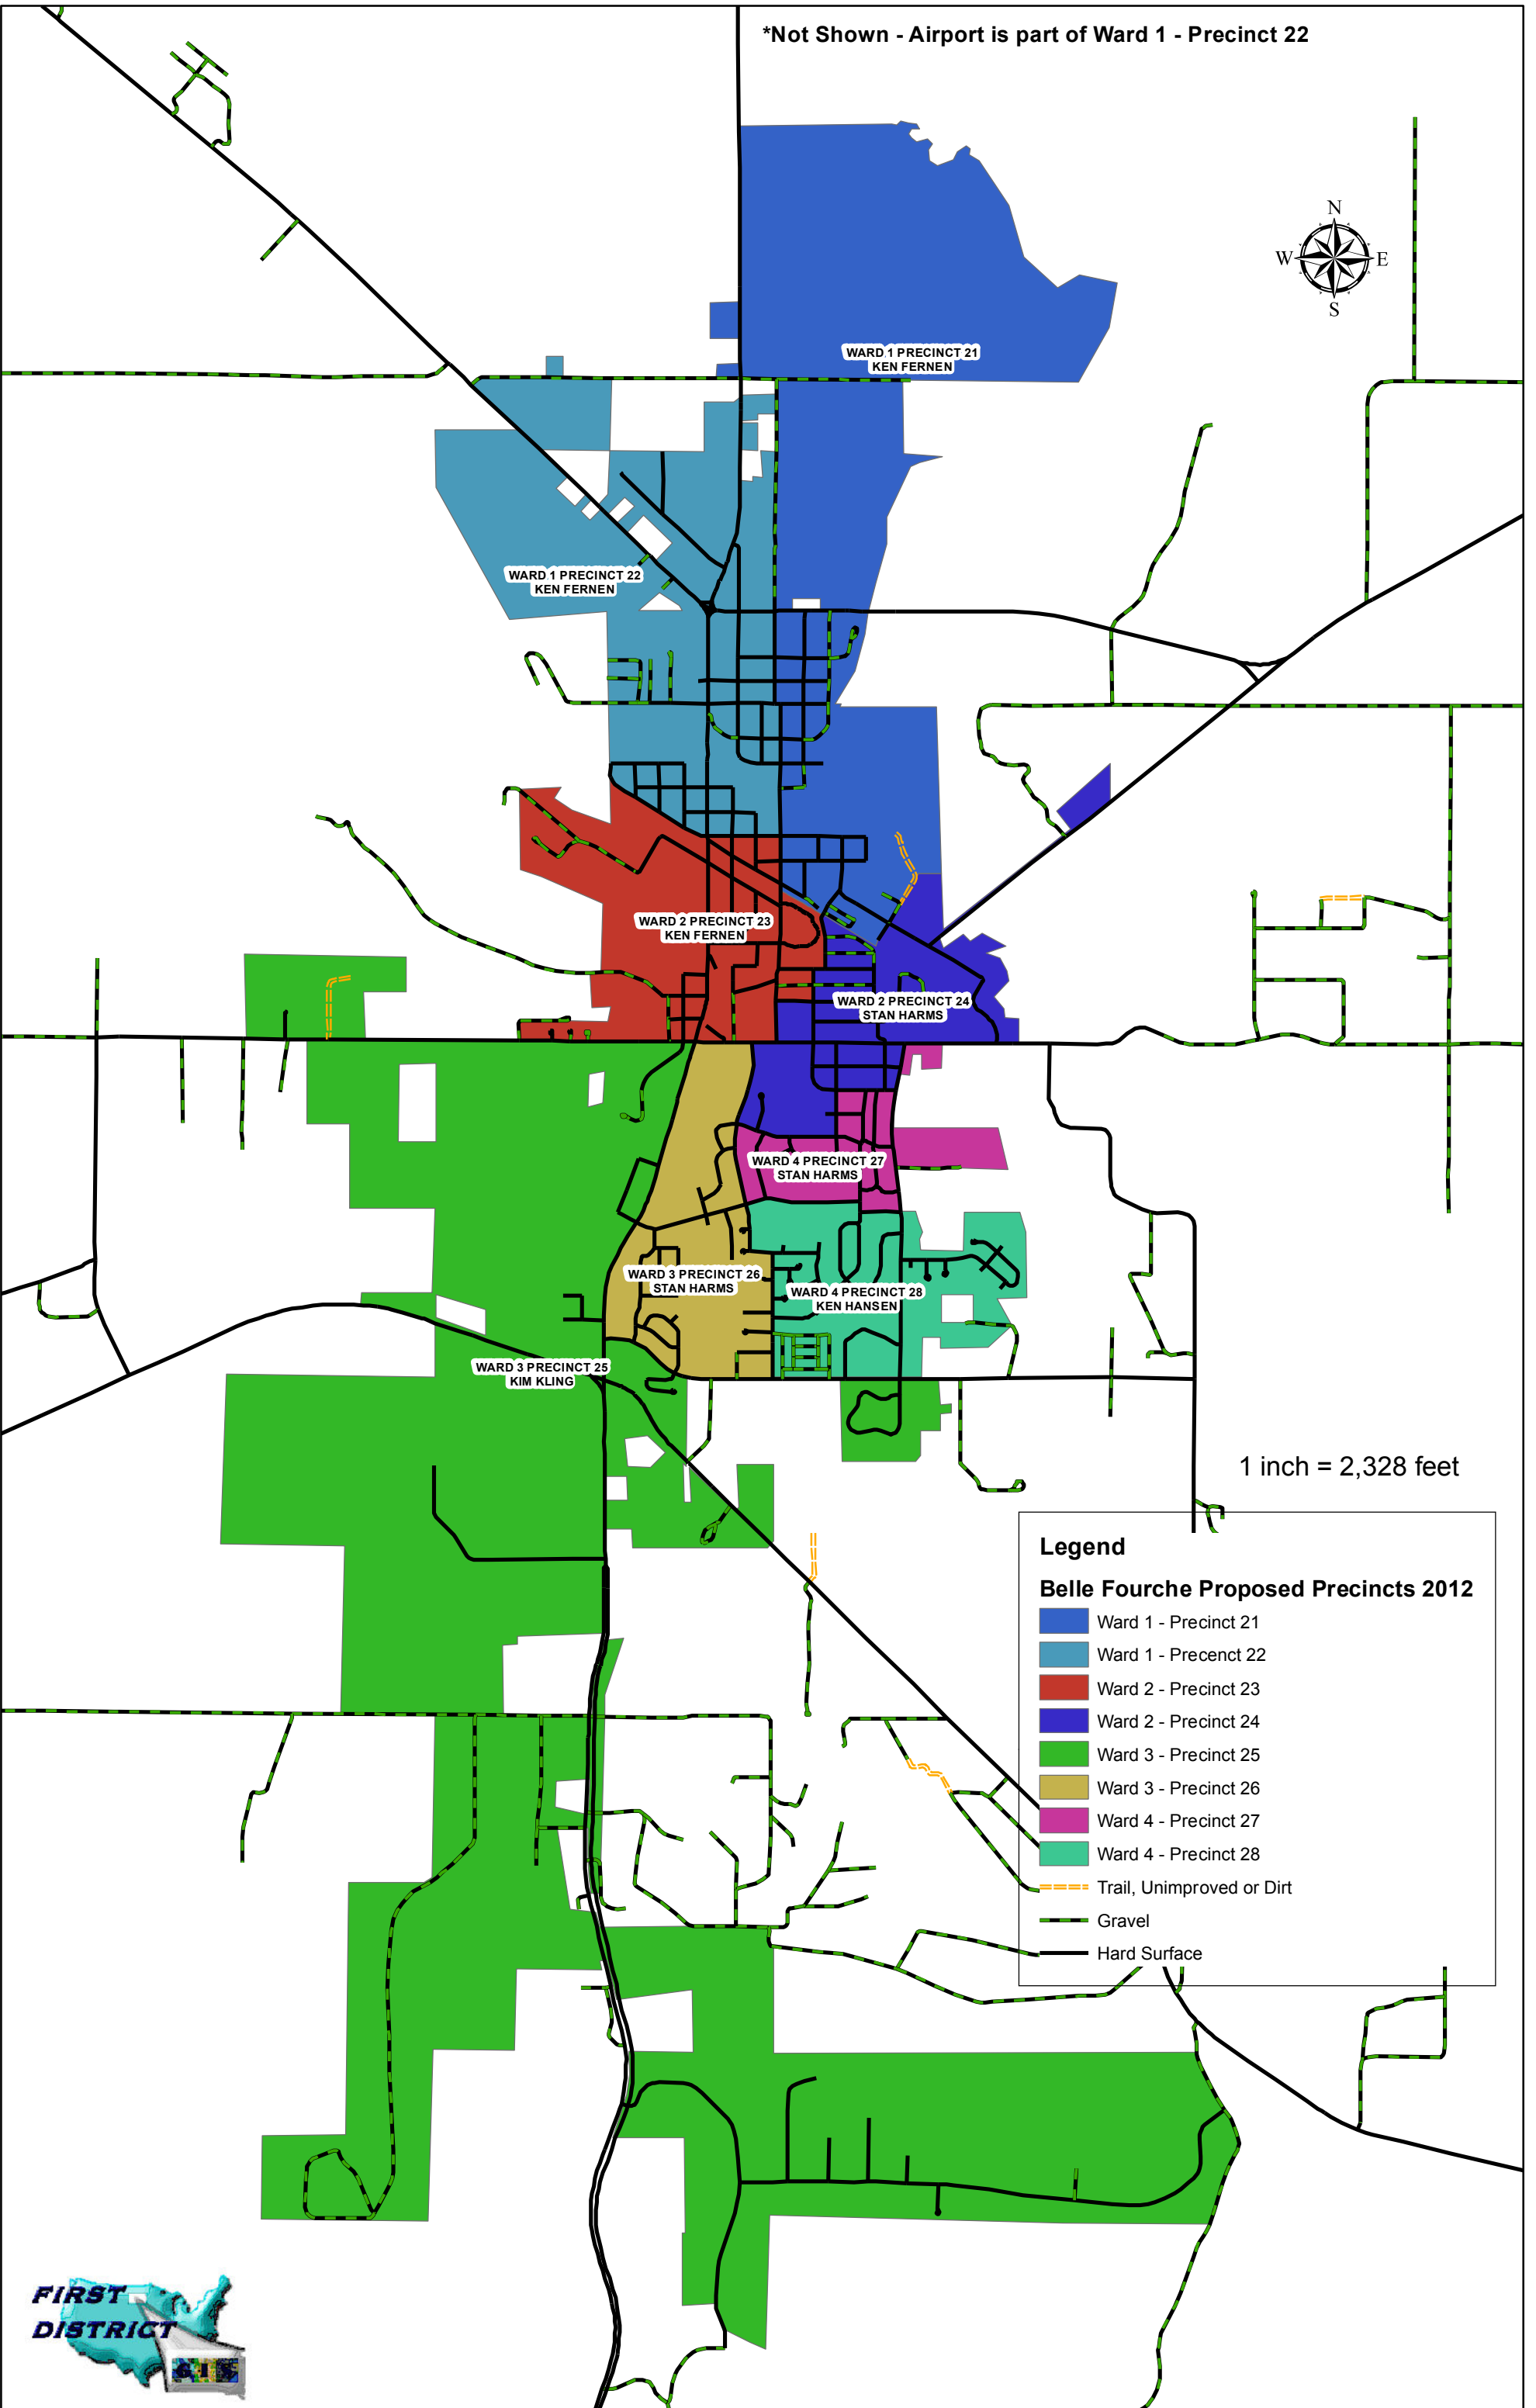 *Not Shown - Airport is part of Ward 1 - Precinct 22
N
W
E
S
WARD 1 PRECINCT 21
KEN FERNEN
WARD 1 PRECINCT 22
KEN FERNEN
WARD 2 PRECINCT 23
KEN FERNEN
WARD 2 PRECINCT 24
STAN HARMS
WARD 4 PRECINCT 27
STAN HARMS
WARD 3 PRECINCT 26
STAN HARMS
WARD 4 PRECINCT 28
KEN HANSEN
WARD 3 PRECINCT 25
KIM KLING
1 inch = 2,328 feet
Legend
Belle Fourche Proposed Precincts 2012
Ward 1 - Precinct 21
Ward 1 - Precenct 22
Ward 2 - Precinct 23
Ward 2 - Precinct 24
Ward 3 - Precinct 25
Ward 3 - Precinct 26
Ward 4 - Precinct 27
Ward 4 - Precinct 28
Trail, Unimproved or Dirt
Gravel
Hard Surface
FIRST
DISTRICT
GIS